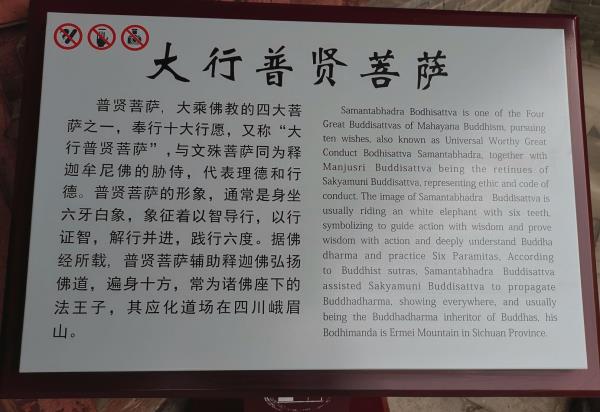 大行普贤菩萨
普贤菩萨，大乘佛教的四大菩
萨之一，奉行十大行愿，又称“大
行普贤菩萨”,与文殊菩萨同为释
迦牟尼佛的胁侍，代表理德和行
德。普贤菩萨的形象，通常是身坐
六牙白象，象征着以智导行，以行
证智，解行并进，践行六度。据佛
经所载，普贤菩萨辅助释迦佛弘扬
佛道，遍身十方，常为诸佛座下的
法王子，其应化道场在四川峨眉
山。
Samantabhadra Bodhisattva is one of the Four
Great Buddisattvas of Mahayana Buddhism, pursuing
ten wishes, also known as Universal Worthy Great
Conduct Bodhisattva Samantabhadra, together with
Manjusri Buddisattva being the retinues of
Sakyamuni Buddisattva, representing ethic and code of
conduct. The image of Samantabhadra Buddisattva is
usually riding an white elephant with six teeth,
symbolizing to guide action with wisdom and prove
wisdom with action and deeply understand Buddha
dharma and practice Six Paramitas, According
to Buddhist sutras, Samantabhadra Buddisattva
assisted Sakyamuni Buddisattva to propagate
Buddhadharma, showing everywhere, and usually
being the Buddhadharma inheritor of Buddhas, his
Bodhimanda is Ermei Mountain in Sichuan Province.